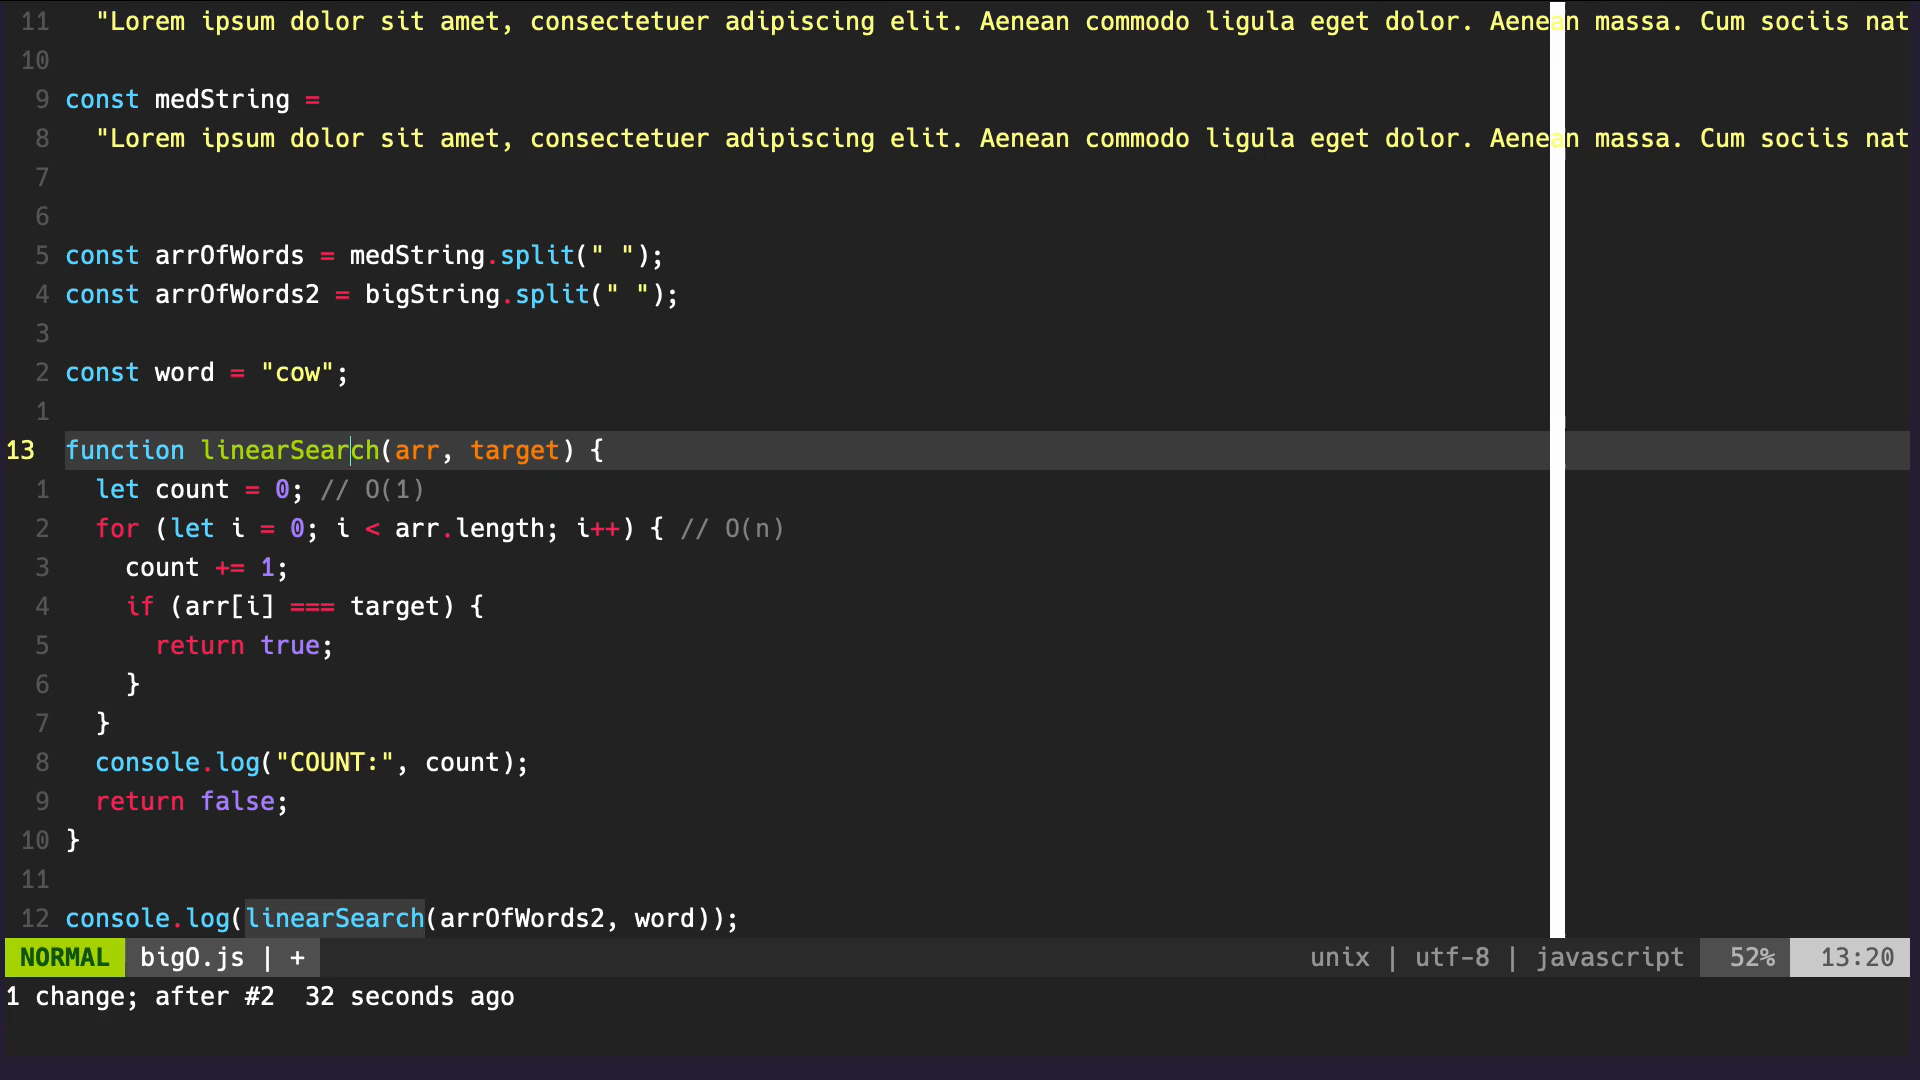 11 "Lorem ipsum dolor sit amet, consectetuer adipiscing elit. Aenean commodo ligula eget dolor. Aenean massa. Cum sociis nat
10
9 const medString =
8 "Lorem ipsum dolor sit amet, consectetuer adipiscing elit. Aenean commodo ligula eget dolor. Aenean massa. Cum sociis nat
7
6
5 const arrOfWords = medString.split(" ");
4 const arrOfWords2 = bigString.split(" ");
3
2 const word = "cow";
1
13 function linearSearch(arr, target) {
1 let count = 0; // O(1)
2 for (let i = 0; i < arr.length; i++) { // O(n)
3 count += 1;
4 if (arr[i] === target) {
5 return true;
6 }
7 }
8 console.log("COUNT:", count);
9 return false;
10 }
11
12 console.log(linearSearch(arrOfWords2, word));
NORMAL bigO.js | + unix | utf-8 | javascript 52% 13:20
1 change; after #2 32 seconds ago